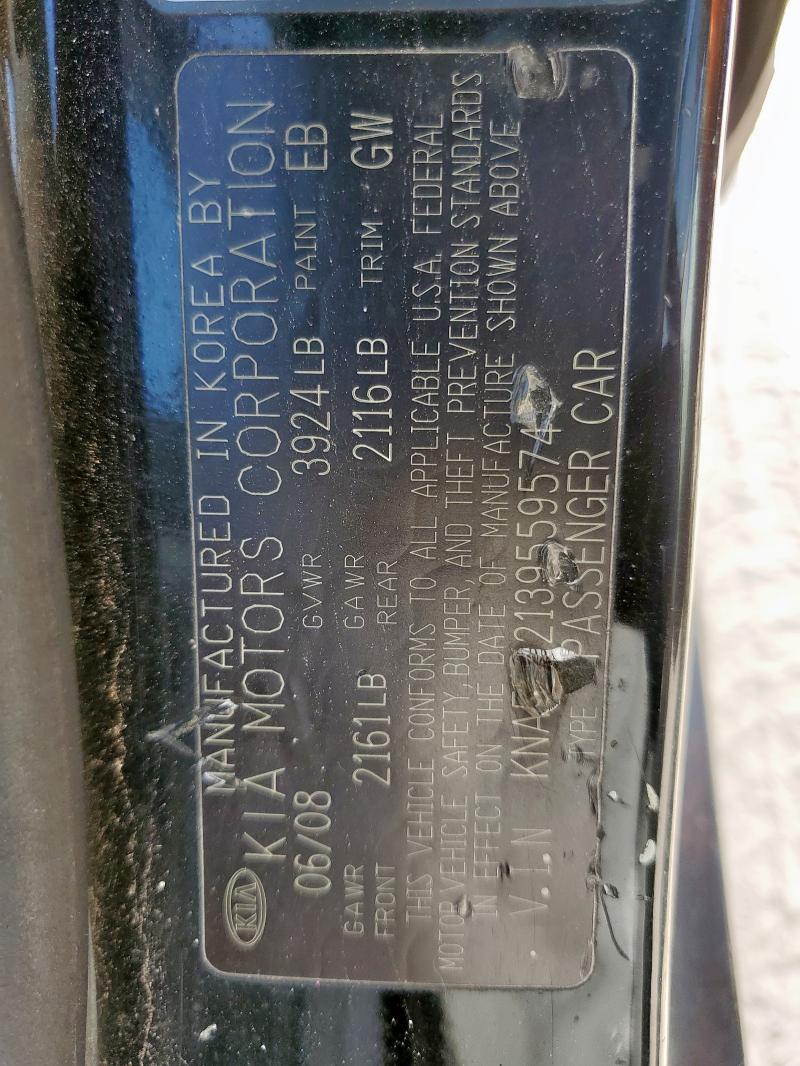 KIA MANUFACTURED IN KOREA BY
KIA MOTORS CORPORATION
06/08 GVWR 3924LB PAINT EB
GAWR FRONT 2161LB GAWR REAR 2116LB TRIM GW
THIS VEHICLE CONFORMS TO ALL APPLICABLE U.S.A. FEDERAL
MOTOR VEHICLE SAFETY, BUMPER, AND THEFT PREVENTION STANDARDS
IN EFFECT ON THE DATE OF MANUFACTURE SHOWN ABOVE
V.I.N
TYPE PASSENGER CAR